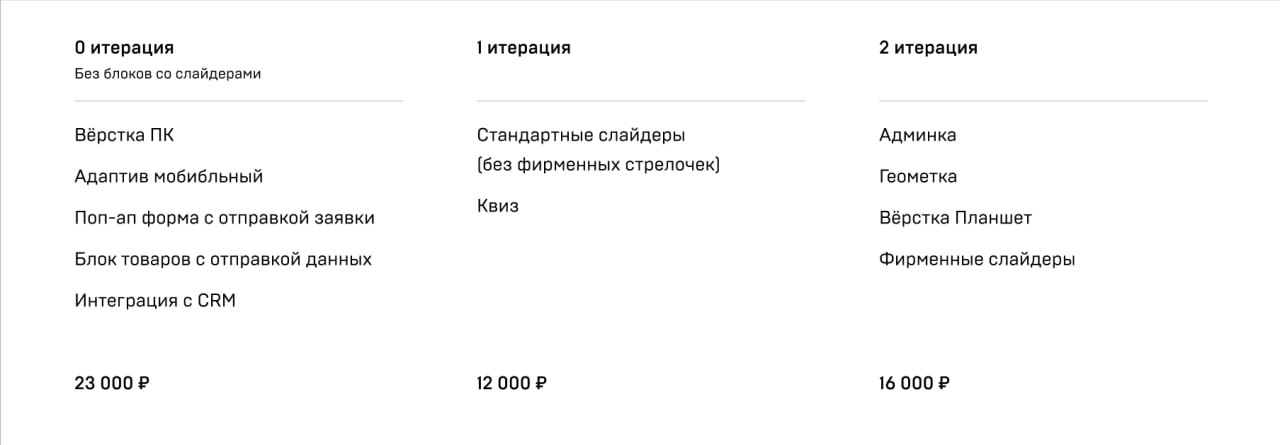 0 итерация
Без блоков со слайдерами
Вёрстка ПК
Адаптив мобибльный
Поп-ап форма с отправкой заявки
Блок товаров с отправкой данных
Интеграция с CRM
23 000 ₽
1 итерация
Стандартные слайдеры
(без фирменных стрелочек)
Квиз
12 000 ₽
2 итерация
Админка
Геометка
Вёрстка Планшет
Фирменные слайдеры
16 000 ₽